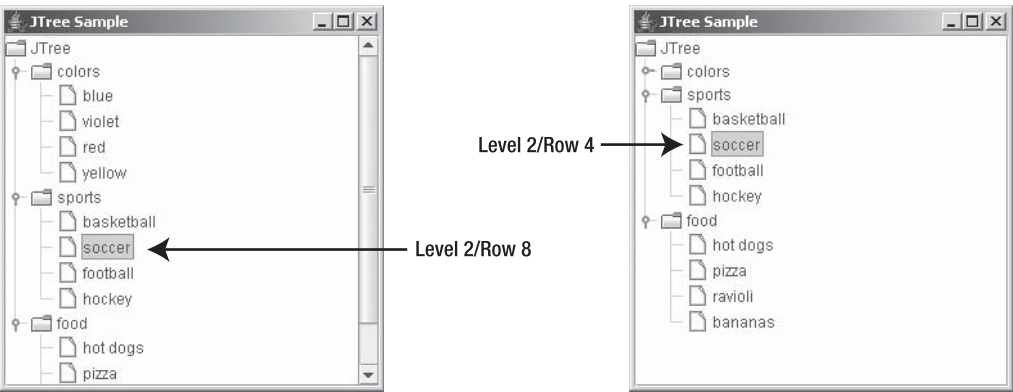 JTree Sample
JTree
colors
blue
violet
red
yellow
sports
basketball
soccer
football
hockey
food
hot dogs
pizza
Level 2/Row 8
JTree Sample
JTree
colors
sports
basketball
soccer
football
hockey
food
hot dogs
pizza
ravioli
bananas
Level 2/Row 4